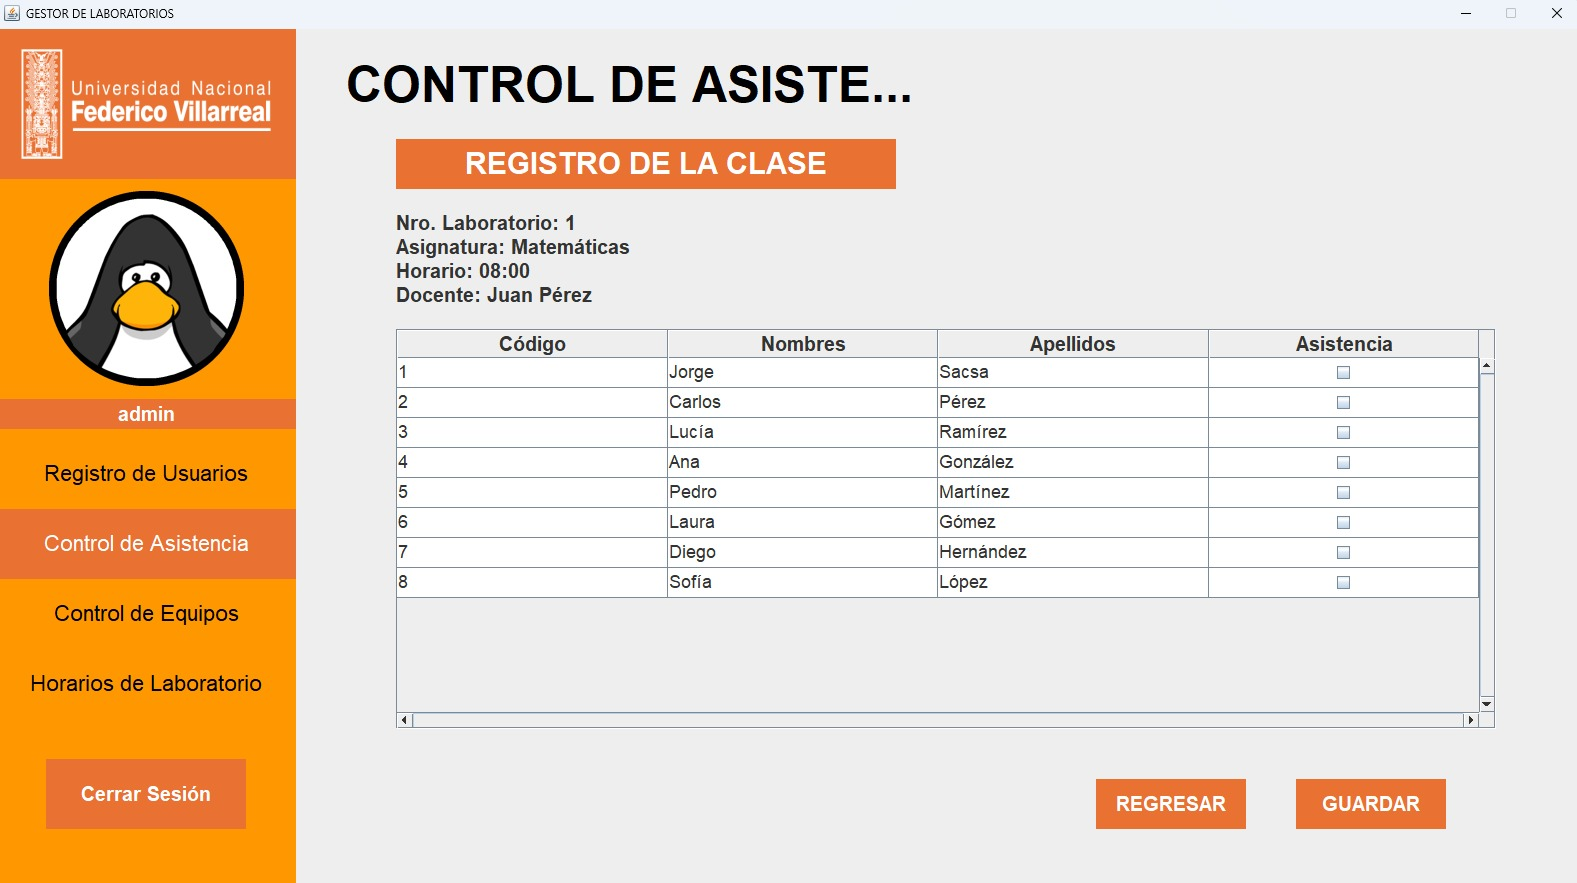 GESTOR DE LABORATORIOS
Universidad Nacional
Federico Villarreal
admin
Registro de Usuarios
Control de Asistencia
Control de Equipos
Horarios de Laboratorio
Cerrar Sesión
CONTROL DE ASISTE...
REGISTRO DE LA CLASE
Nro. Laboratorio: 1
Asignatura: Matemáticas
Horario: 08:00
Docente: Juan Pérez
Código Nombres Apellidos Asistencia
1 Jorge Sacsa
2 Carlos Pérez
3 Lucía Ramírez
4 Ana González
5 Pedro Martínez
6 Laura Gómez
7 Diego Hernández
8 Sofía López
REGRESAR GUARDAR